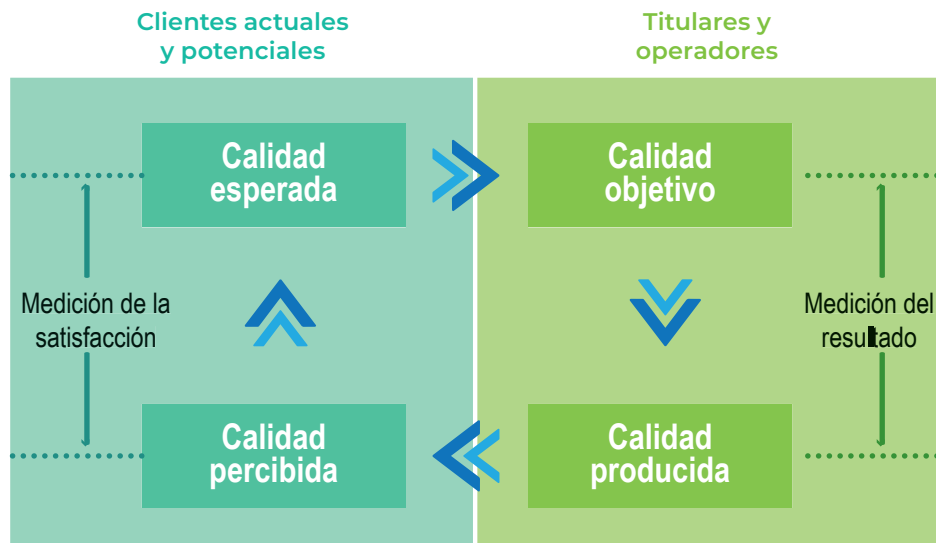 Clientes actuales
y potenciales
Titulares y
operadores
Calidad
esperada
Calidad
objetivo
Medición de la
satisfacción
Medición del
resultado
Calidad
percibida
Calidad
producida